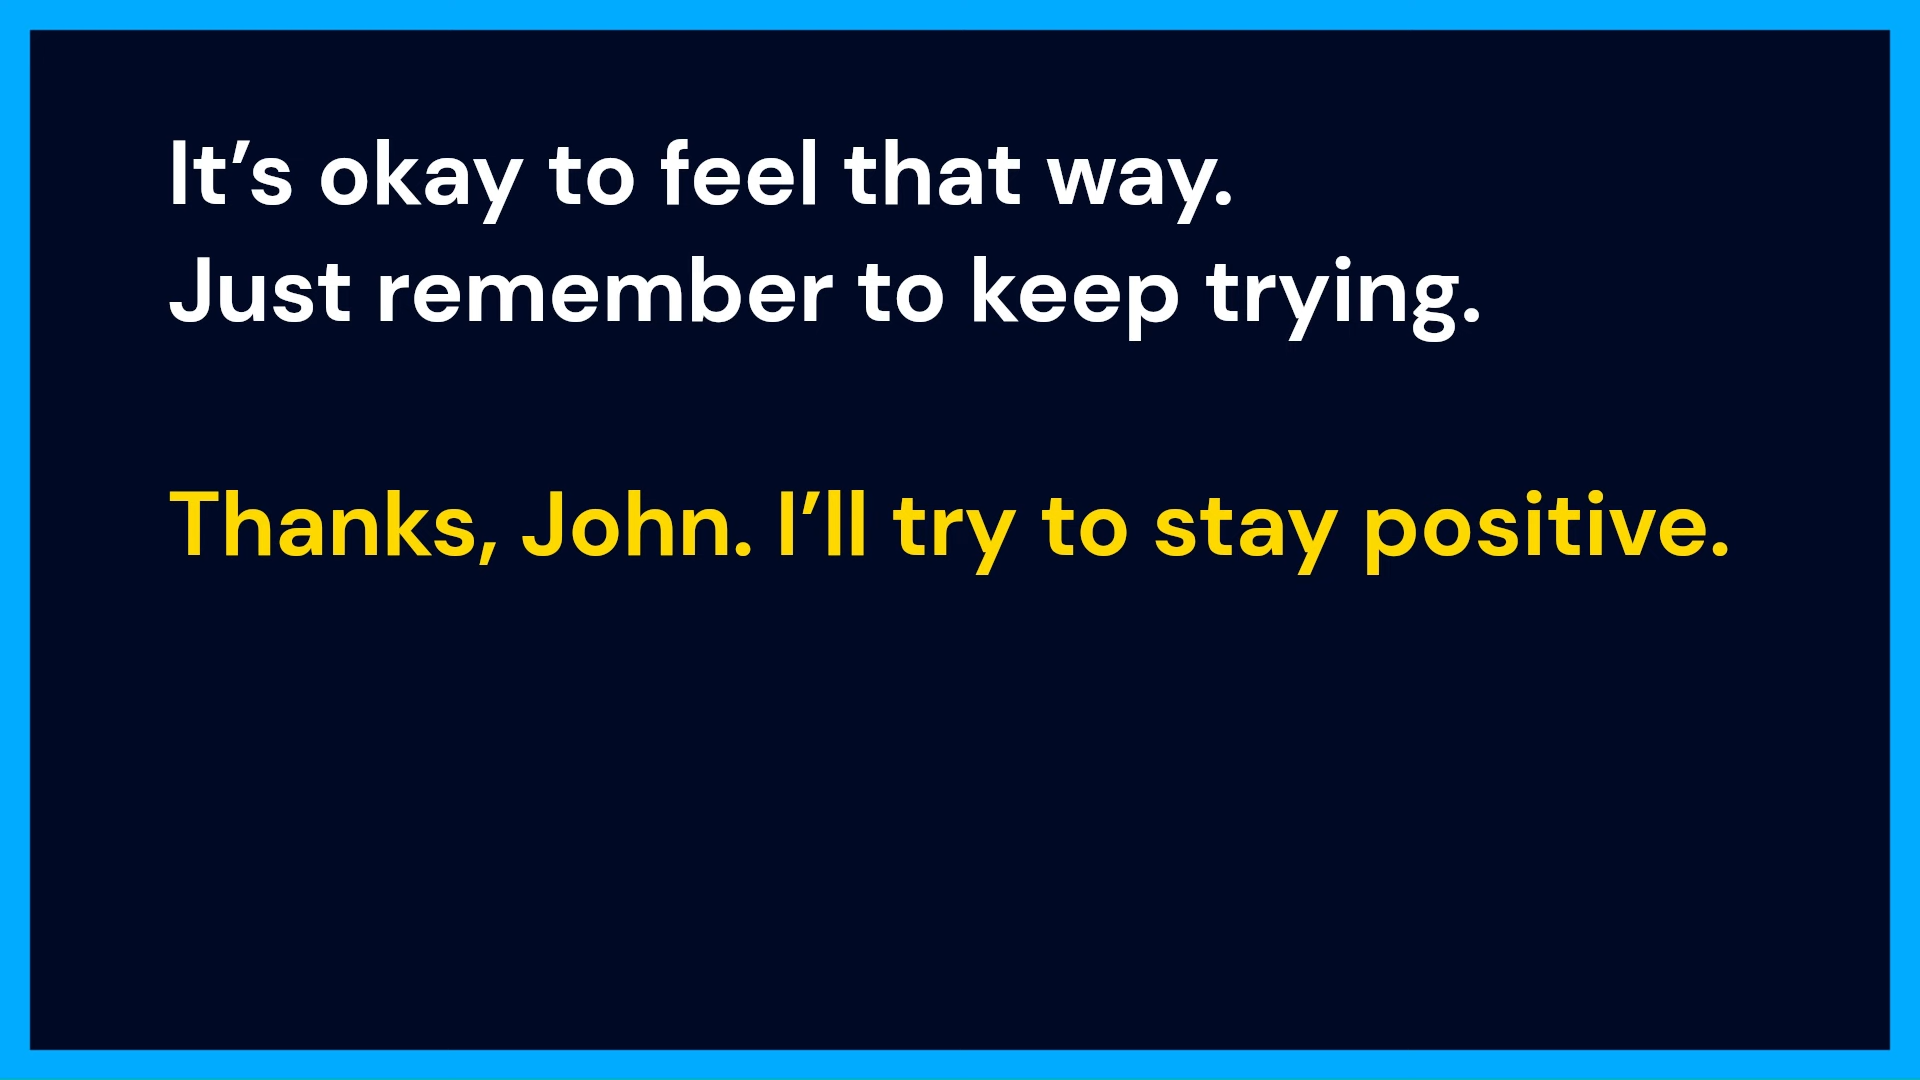 It’s okay to feel that way.
Just remember to keep trying.
Thanks, John. I’ll try to stay positive.